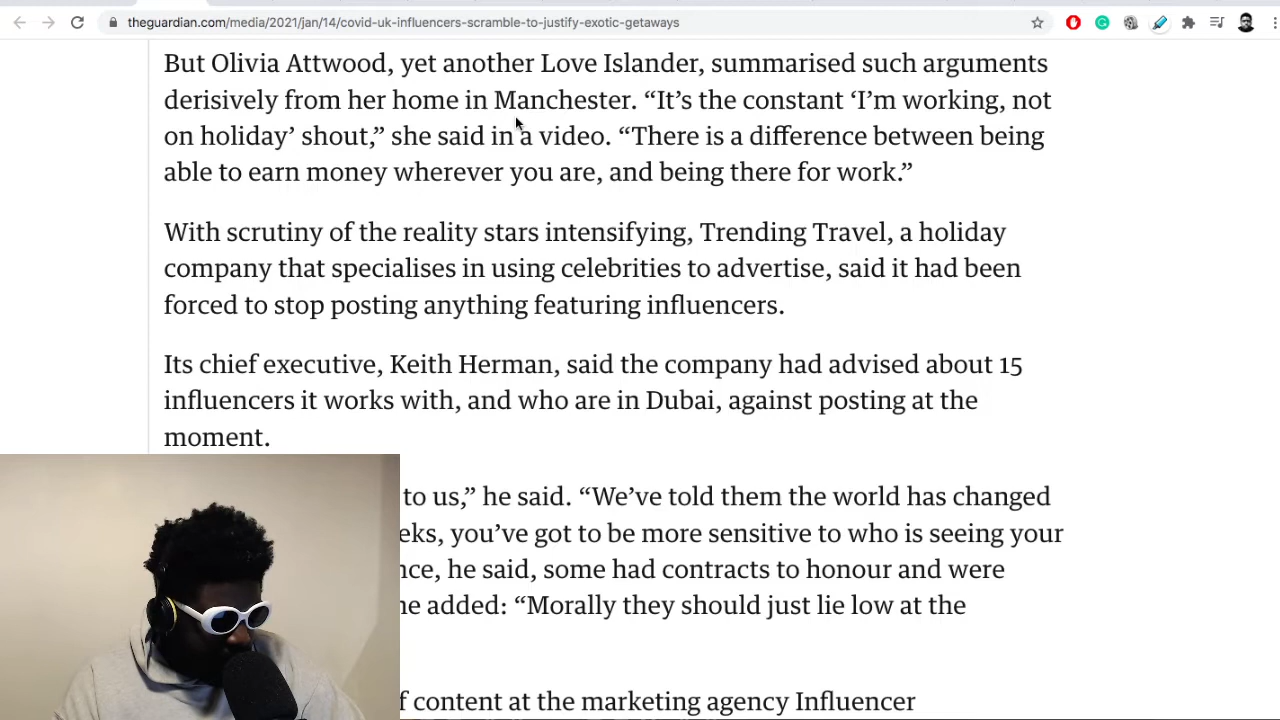 theguardian.com/media/2021/jan/14/covid-uk-influencers-scramble-to-justify-exotic-getaways
But Olivia Attwood, yet another Love Islander, summarised such arguments
derisively from her home in Manchester. “It’s the constant ‘I’m working, not
on holiday’ shout,” she said in a video. “There is a difference between being
able to earn money wherever you are, and being there for work.”
With scrutiny of the reality stars intensifying, Trending Travel, a holiday
company that specialises in using celebrities to advertise, said it had been
forced to stop posting anything featuring influencers.
Its chief executive, Keith Herman, said the company had advised about 15
influencers it works with, and who are in Dubai, against posting at the
moment.
to us,” he said. “We’ve told them the world has changed
eks, you’ve got to be more sensitive to who is seeing your
nce, he said, some had contracts to honour and were
he added: “Morally they should just lie low at the
f content at the marketing agency Influencer